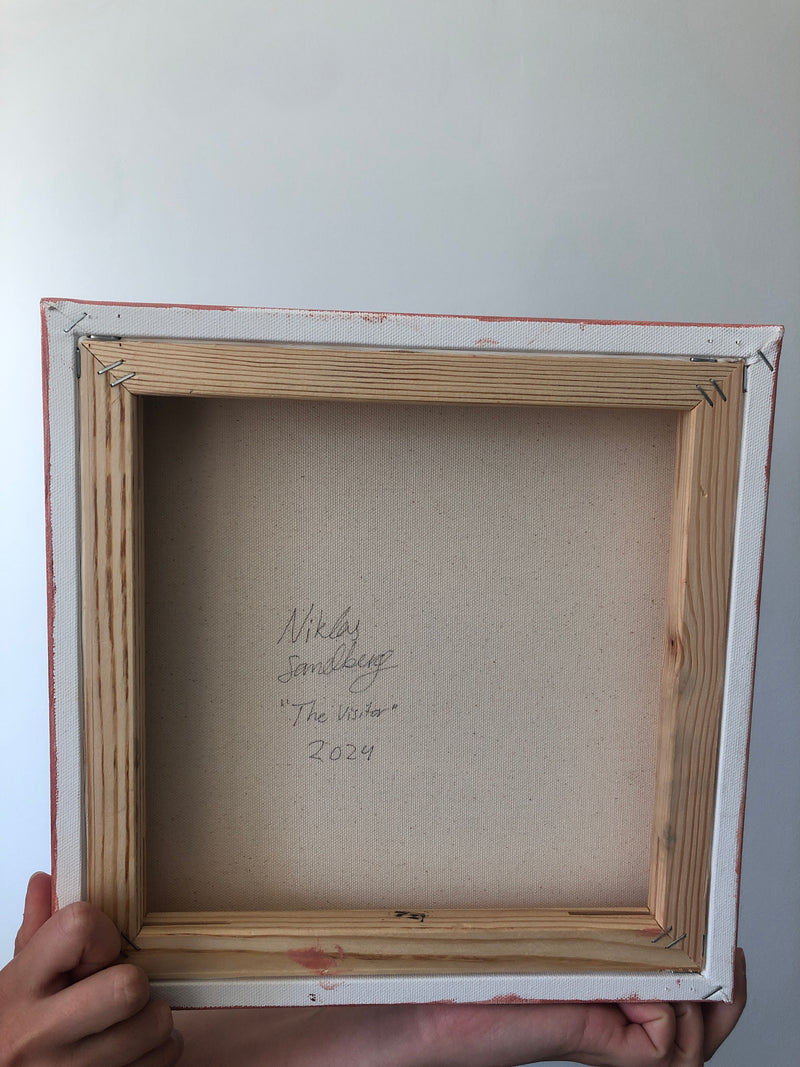 Niklas
Sandberg
"The Visitor"
2024